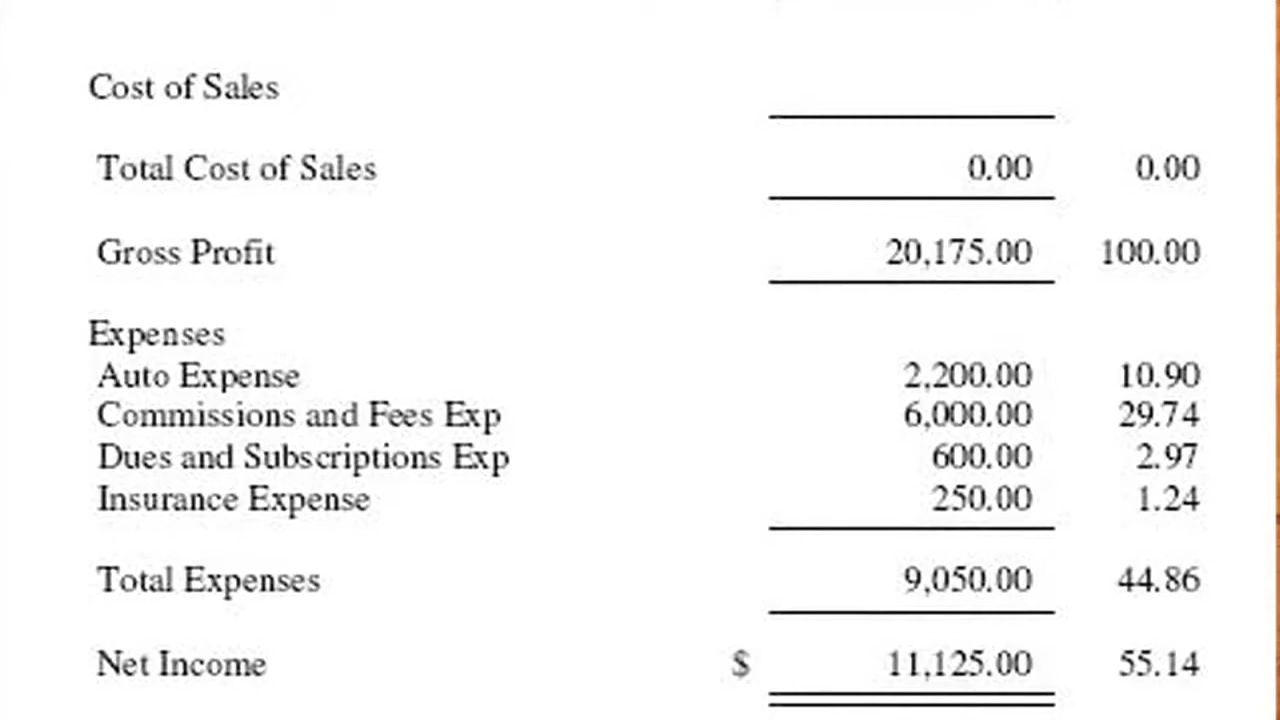 Cost of Sales
Total Cost of Sales 0.00 0.00
Gross Profit 20,175.00 100.00
Expenses
Auto Expense 2,200.00 10.90
Commissions and Fees Exp 6,000.00 29.74
Dues and Subscriptions Exp 600.00 2.97
Insurance Expense 250.00 1.24
Total Expenses 9,050.00 44.86
Net Income $ 11,125.00 55.14